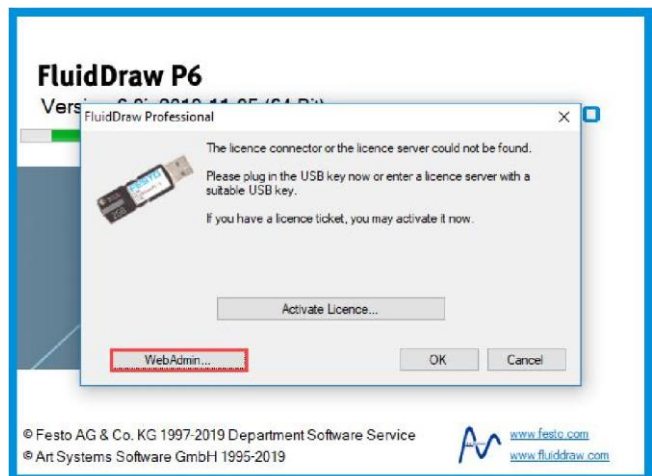 FluidDraw P6
FluidDraw Professional
The licence connector or the licence server could not be found.
Please plug in the USB key now or enter a licence server with a
suitable USB key.
If you have a licence ticket, you may activate it now.
FESTO
2GB
Activate Licence...
WebAdmin...
OK
Cancel
© Festo AG & Co. KG 1997-2019 Department Software Service
www.festo.com
© Art Systems Software GmbH 1995-2019
www.fluiddraw.com